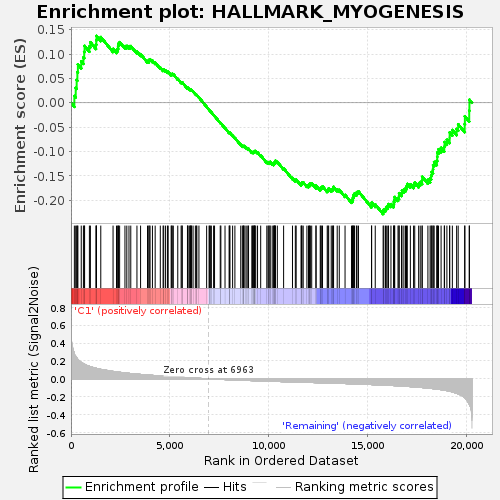 Enrichment plot: HALLMARK_MYOGENESIS
Enrichment score (ES)
0.15
0.10
0.05
0.00
-0.05
-0.10
-0.15
-0.20
Ranked list metric (Signal2Noise)
'C1' (positively correlated)
0.8
0.6
0.4
0.2
0.0
-0.2
-0.4
-0.6
Zero cross at 6963
'Remaining' (negatively correlated)
0
5,000
10,000
15,000
20,000
Rank in Ordered Dataset
Enrichment profile
Hits
Ranking metric scores